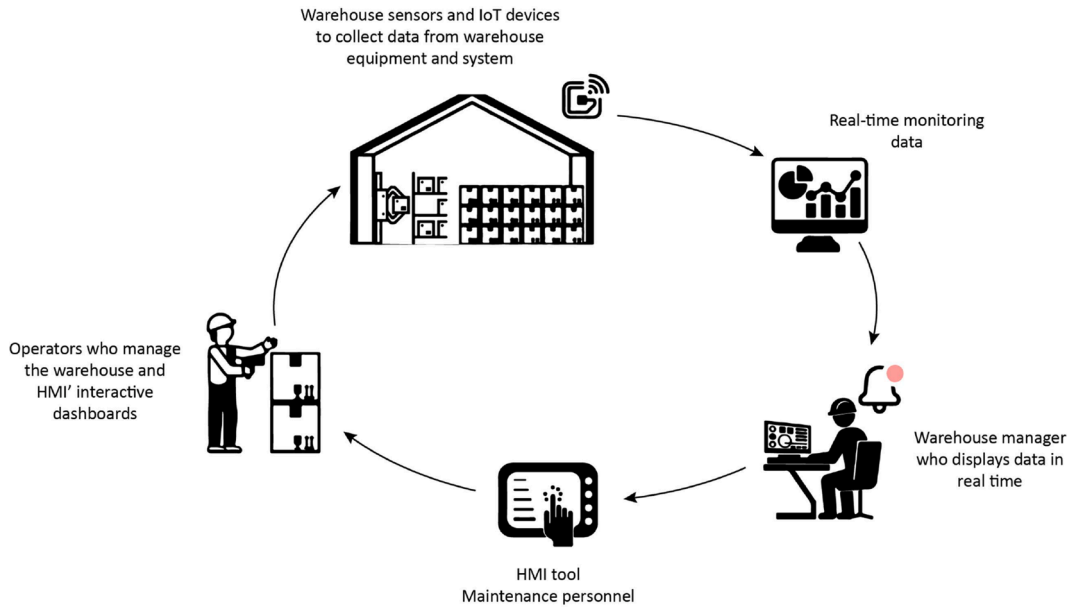 Warehouse sensors and IoT devices
to collect data from warehouse
equipment and system
Real-time monitoring
data
Warehouse manager
who displays data in
real time
HMI tool
Maintenance personnel
Operators who manage
the warehouse and
HMI' interactive
dashboards